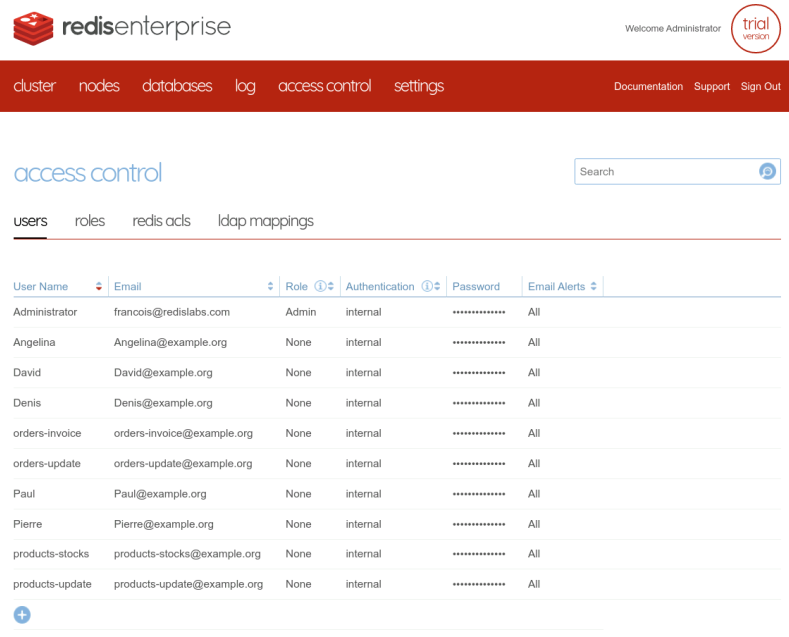 redisenterprise
Welcome Administrator
trial
version
cluster nodes databases log access control settings Documentation Support Sign Out
access control
Search
users roles redis acls ldap mappings
User Name Email Role Authentication Password Email Alerts
Administrator francois@redislabs.com Admin internal •••••••••••••• All
Angelina Angelina@example.org None internal •••••••••••••• All
David David@example.org None internal •••••••••••••• All
Denis Denis@example.org None internal •••••••••••••• All
orders-invoice orders-invoice@example.org None internal •••••••••••••• All
orders-update orders-update@example.org None internal •••••••••••••• All
Paul Paul@example.org None internal •••••••••••••• All
Pierre Pierre@example.org None internal •••••••••••••• All
products-stocks products-stocks@example.org None internal •••••••••••••• All
products-update products-update@example.org None internal •••••••••••••• All